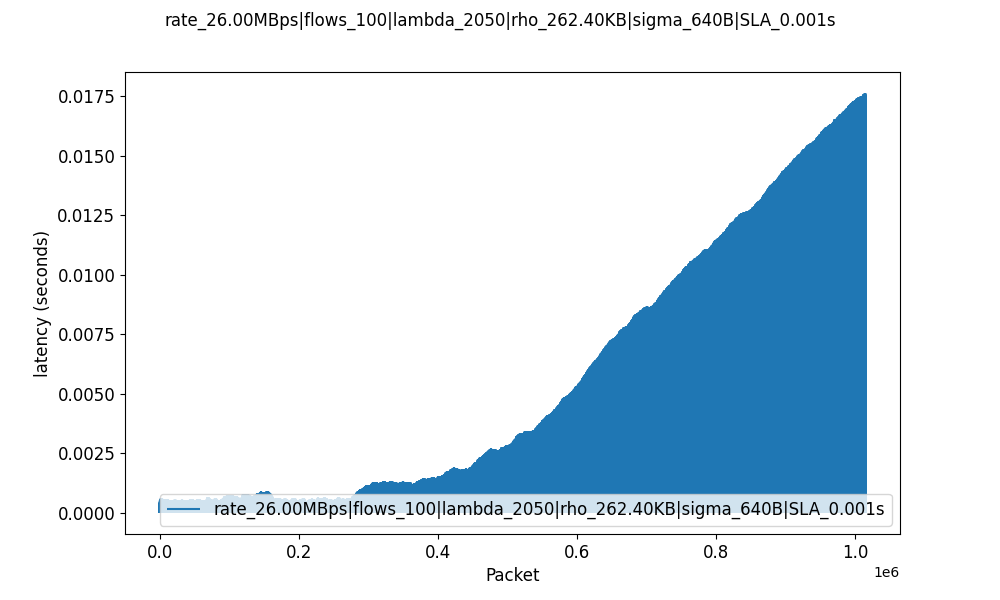 rate_26.00MBps|flows_100|lambda_2050|rho_262.40KB|sigma_640B|SLA_0.001s
0.0175
0.0150
0.0125
0.0100
0.0075
0.0050
0.0025
0.0000
latency (seconds)
rate_26.00MBps|flows_100|lambda_2050|rho_262.40KB|sigma_640B|SLA_0.001s
0.0 0.2 0.4 0.6 0.8 1.0
1e6
Packet